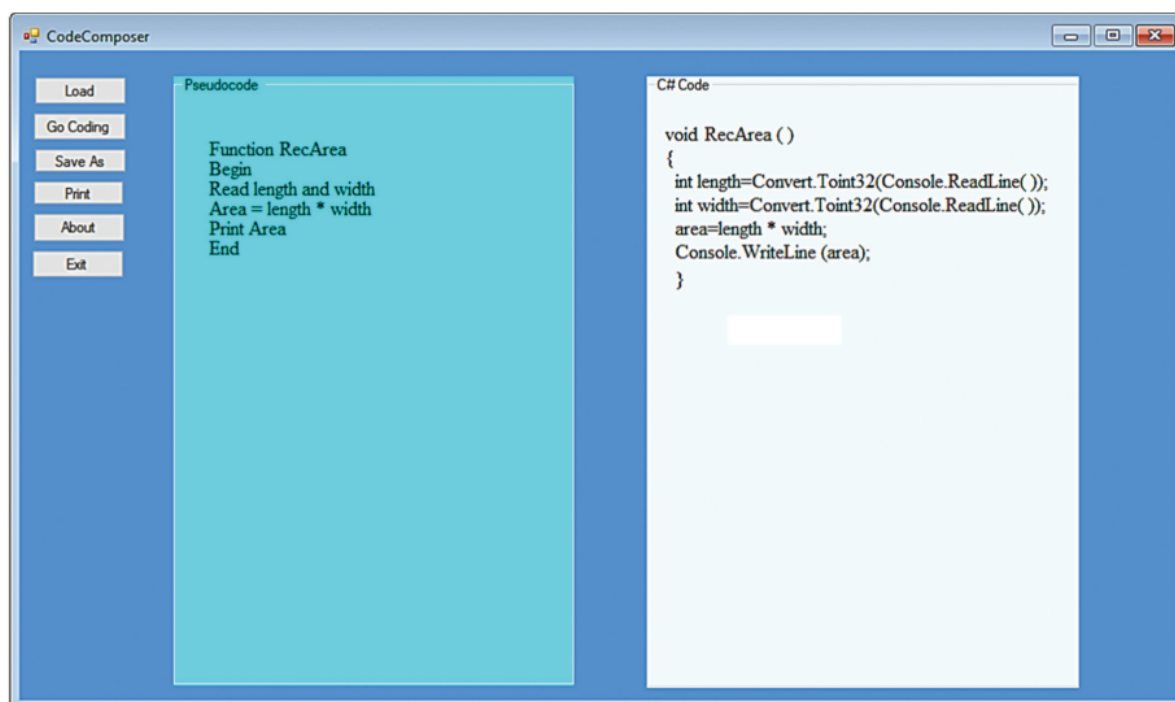 CodeComposer
Load
Go Coding
Save As
Print
About
Exit
Pseudocode
Function RecArea
Begin
Read length and width
Area = length * width
Print Area
End
C# Code
void RecArea ( )
{
int length=Convert.Toint32(Console.ReadLine( ));
int width=Convert.Toint32(Console.ReadLine( ));
area=length * width;
Console.WriteLine (area);
}